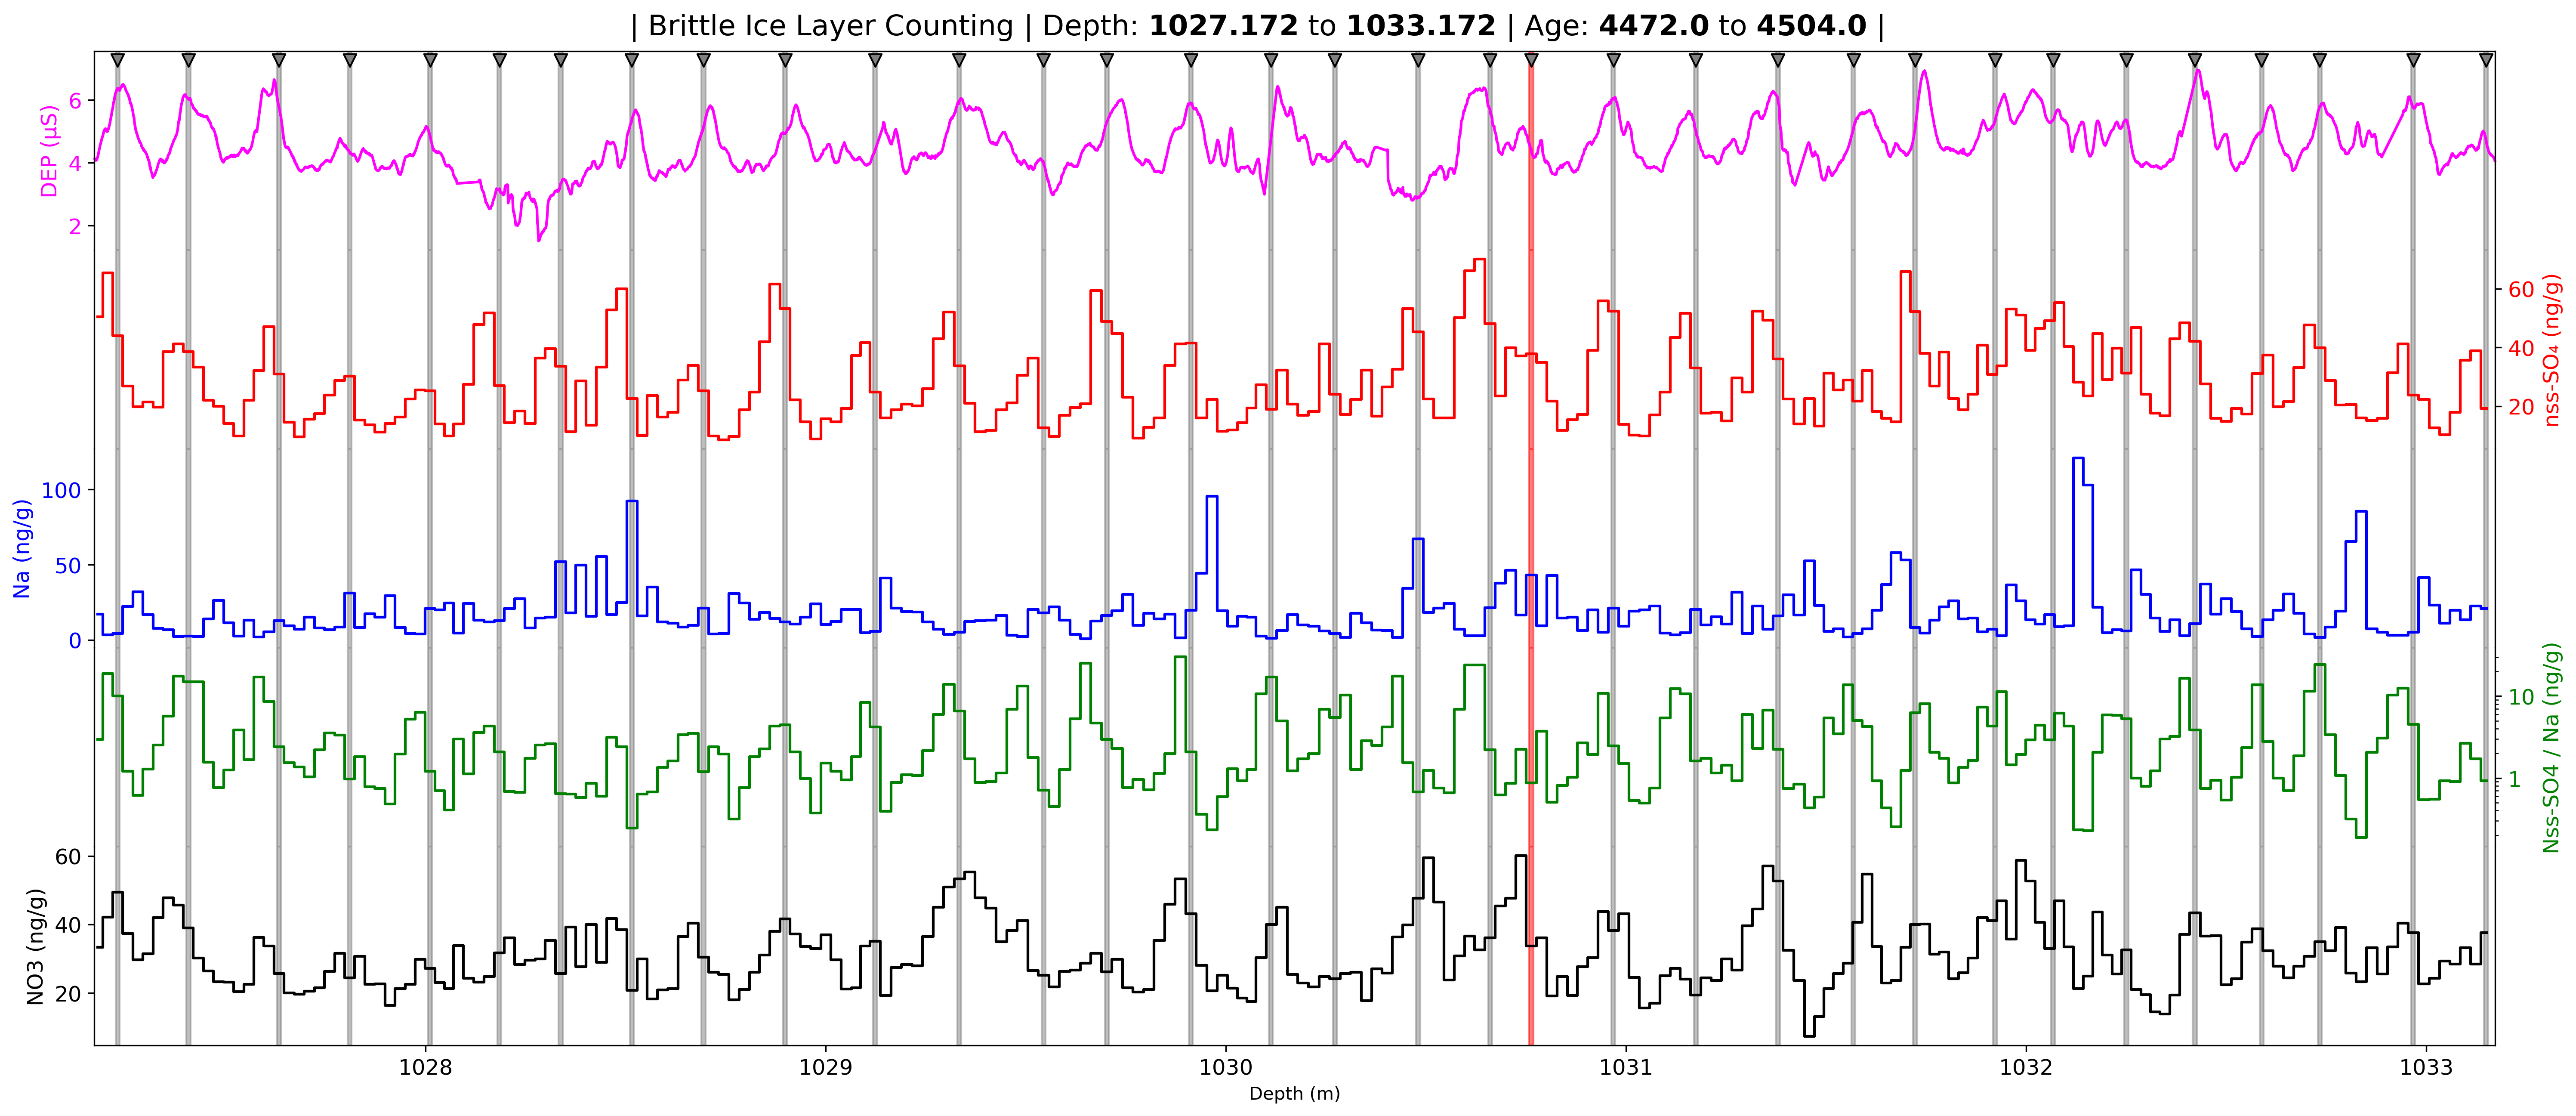 | Brittle Ice Layer Counting | Depth: 1027.172 to 1033.172 | Age: 4472.0 to 4504.0 |
DEP (µS)
6
4
2
nss-SO₄ (ng/g)
60
40
20
Na (ng/g)
100
50
0
Nss-SO4 / Na (ng/g)
10
1
NO3 (ng/g)
60
40
20
1028
1029
1030
1031
1032
1033
Depth (m)